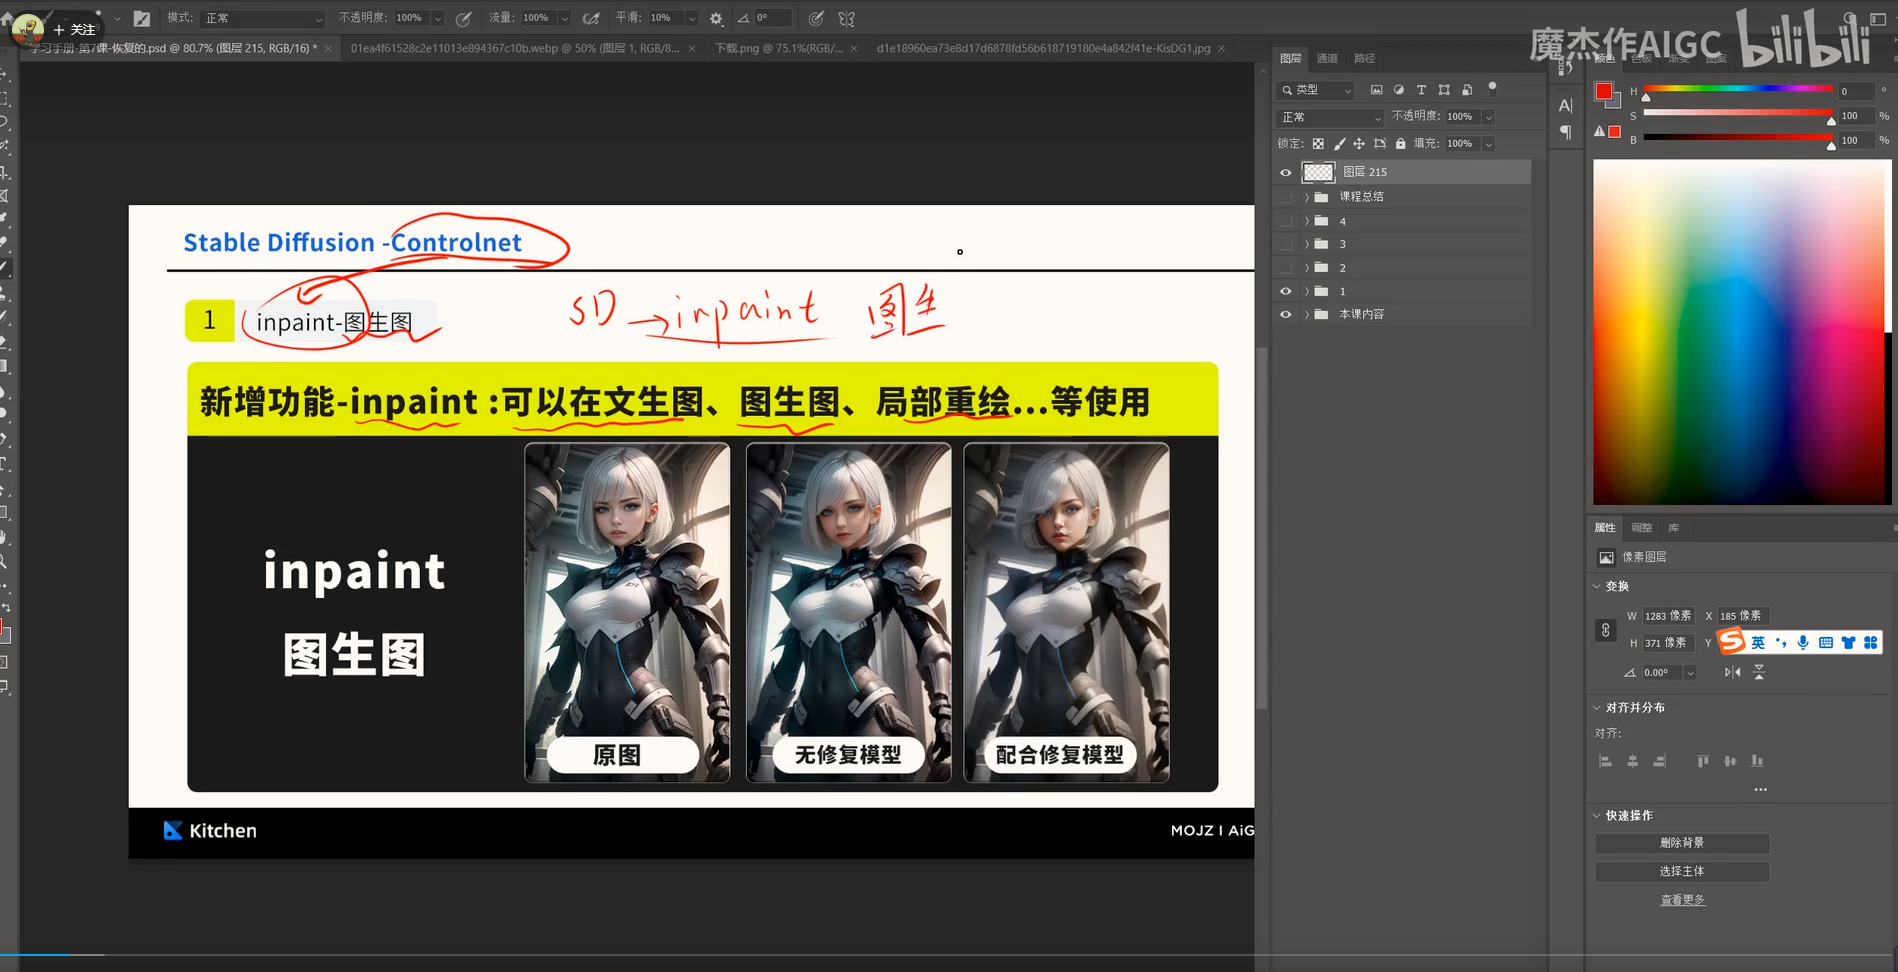 关注
模式: 正常 不透明度: 100% 流量: 100% 平滑: 10% 0°
学习手册-第7课-恢复的.psd @ 80.7% (图层 215, RGB/16) *
01ea4f61528c2e11013e894367c10b.webp @ 50% (图层 1, RGB/8...
下载.png @ 75.1%(RGB/...
d1e18960ea73e8d17d6878fd56b618719180e4a842f41e-KisDG1.jpg
魔杰作AIGC bilibili
Stable Diffusion -Controlnet
1 inpaint-图生图
SD →inpaint 图生
新增功能-inpaint :可以在文生图、图生图、局部重绘...等使用
inpaint
图生图
原图
无修复模型
配合修复模型
Kitchen
MOJZ I AiG
图层 通道 路径
类型
正常 不透明度: 100%
锁定: 填充: 100%
图层 215
课程总结
4
3
2
1
本课内容
颜色 色板 渐变 图案
H 0 °
S 100 %
B 100 %
属性 调整 库
像素图层
变换
W 1283 像素 X 185 像素
H 371 像素 Y
英
0.00°
对齐并分布
对齐:
快速操作
删除背景
选择主体
查看更多